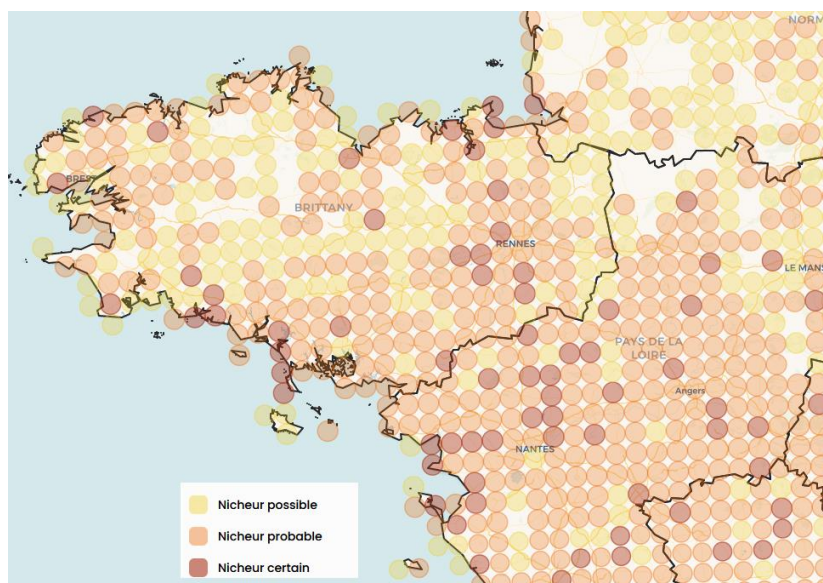 NORM
BREST
BRITTANY
RENNES
LE MANS
PAYS DE LA
LOIRE
Angers
NANTES
Nicheur possible
Nicheur probable
Nicheur certain